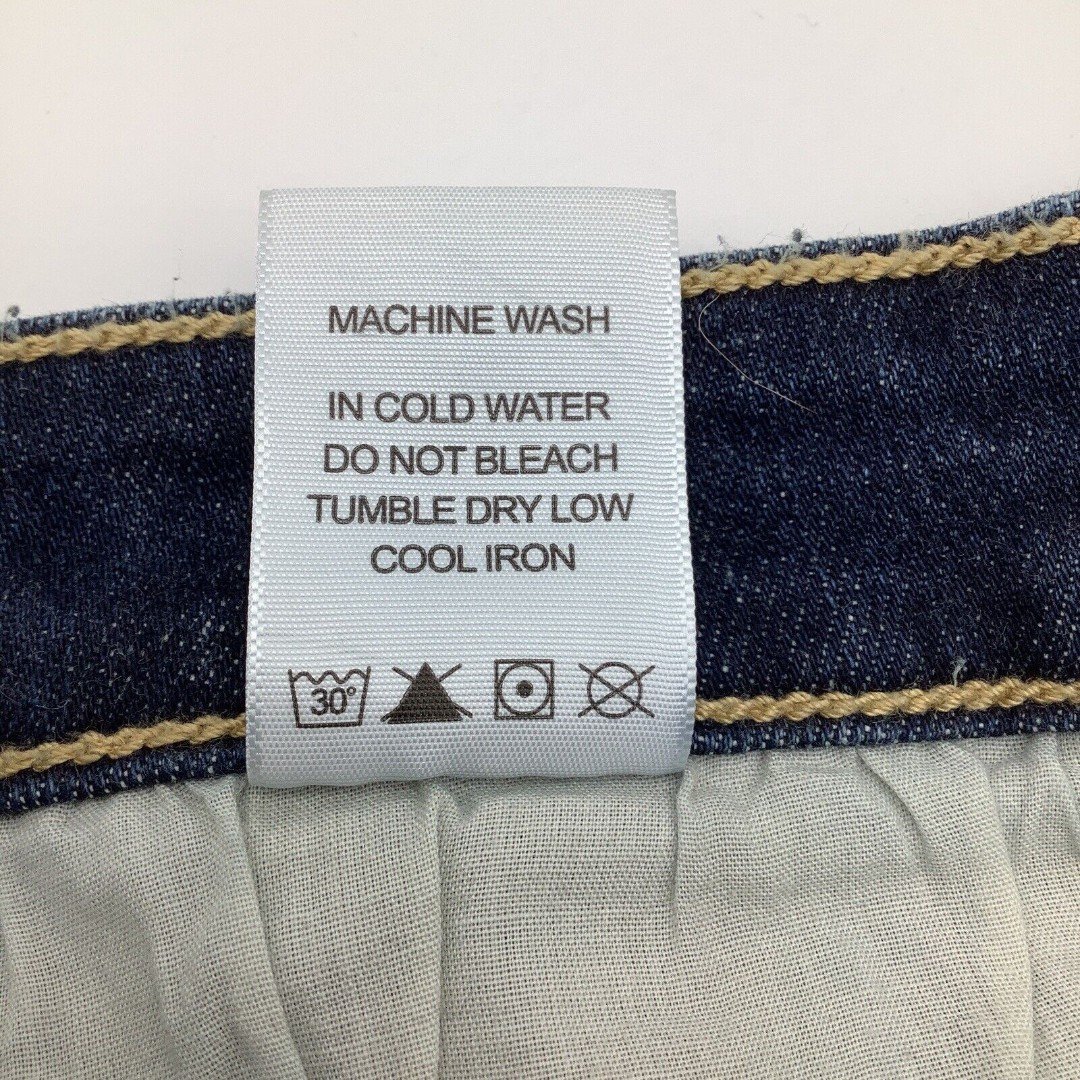 MACHINE WASH
IN COLD WATER
DO NOT BLEACH
TUMBLE DRY LOW
COOL IRON
30°